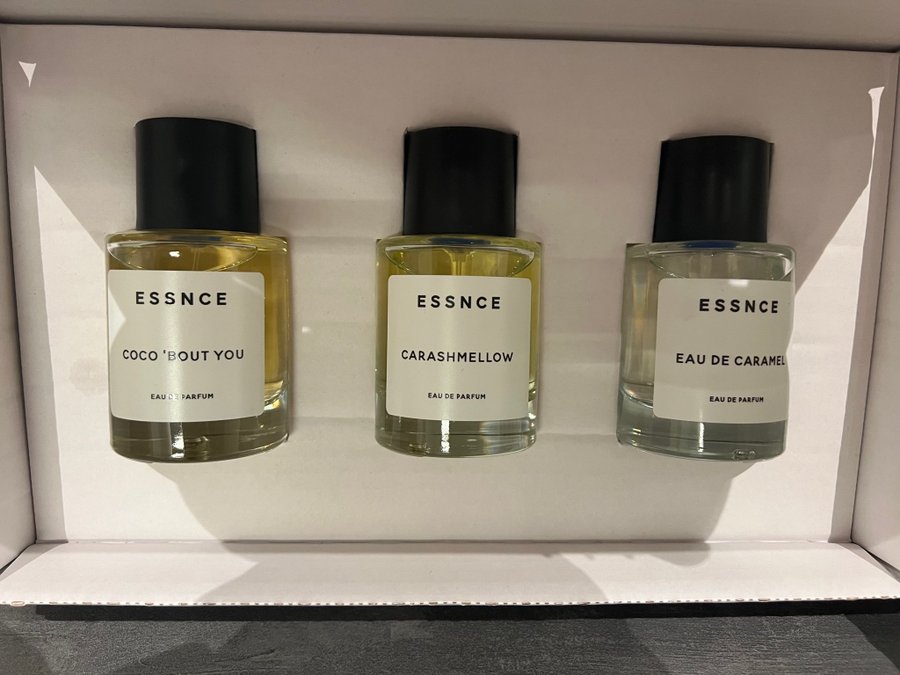 ESSNCE
COCO 'BOUT YOU
EAU DE PARFUM
ESSNCE
CARASHMELLOW
EAU DE PARFUM
ESSNCE
EAU DE CARAMEL
EAU DE PARFUM